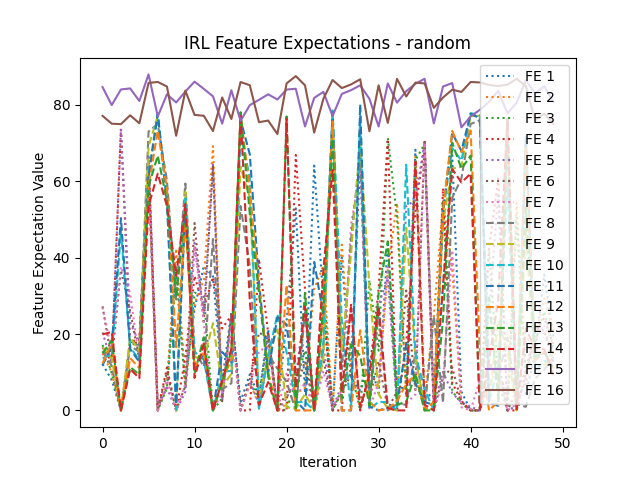 IRL Feature Expectations - random
Feature Expectation Value
80
60
40
20
0
0 10 20 30 40 50
Iteration
FE 1
FE 2
FE 3
FE 4
FE 5
FE 6
FE 7
FE 8
FE 9
FE 10
FE 11
FE 12
FE 13
FE 14
FE 15
FE 16